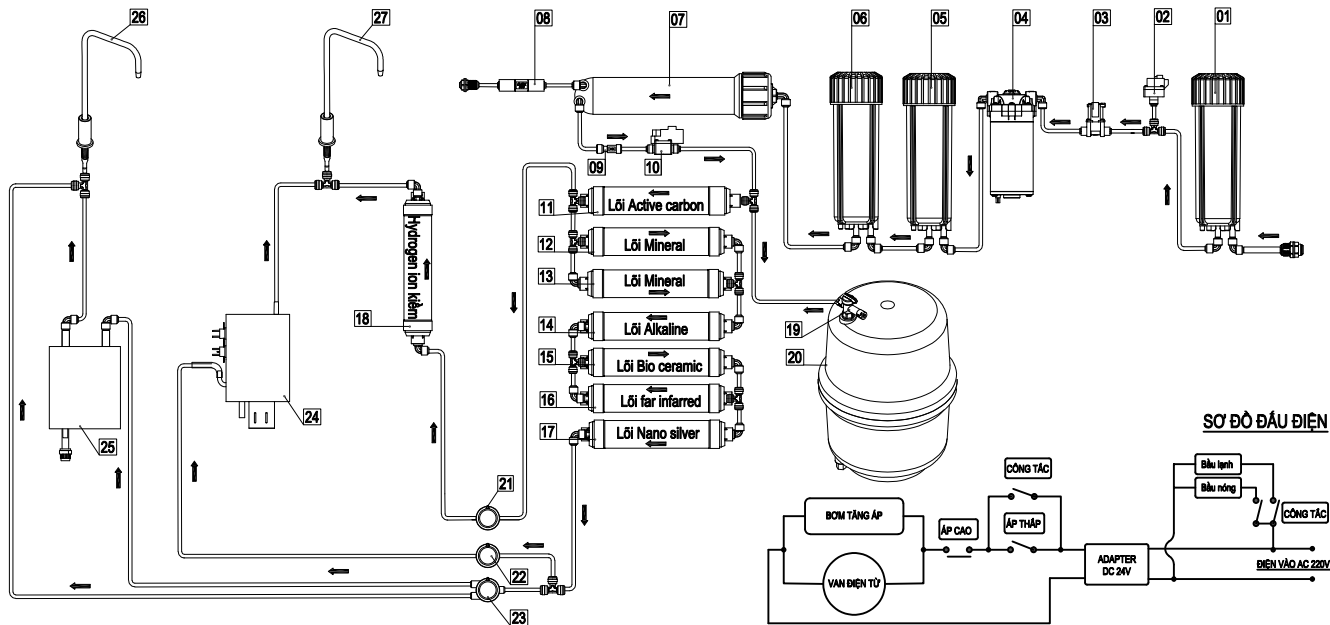 26
27
08
07
06
05
04
03
02
01
09
10
11
Lõi Active carbon
12
Lõi Mineral
13
Lõi Mineral
14
Lõi Alkaline
15
Lõi Bio ceramic
16
Lõi far infarred
17
Lõi Nano silver
Hydrogen ion kiềm
18
19
20
24
25
21
22
23
SƠ ĐỒ ĐẤU ĐIỆN
Bầu lạnh
Bầu nóng
CÔNG TẮC
CÔNG TẮC
BƠM TĂNG ÁP
ÁP CAO
ÁP THẤP
VAN ĐIỆN TỪ
ADAPTER
DC 24V
ĐIỆN VÀO AC 220V